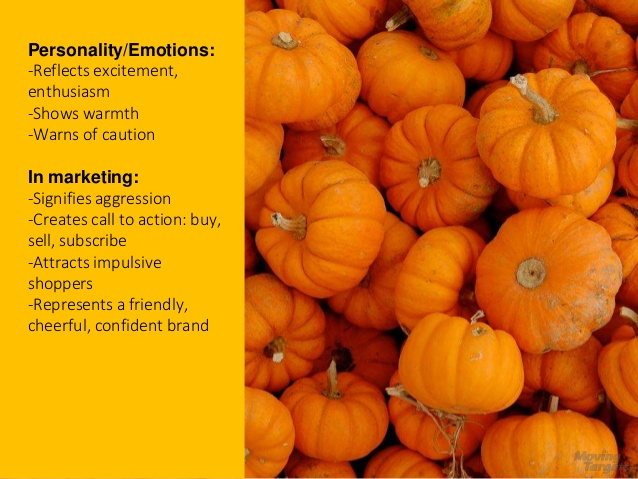 Personality/Emotions:
-Reflects excitement,
enthusiasm
-Shows warmth
-Warns of caution
In marketing:
-Signifies aggression
-Creates call to action: buy,
sell, subscribe
-Attracts impulsive
shoppers
-Represents a friendly,
cheerful, confident brand
Moving